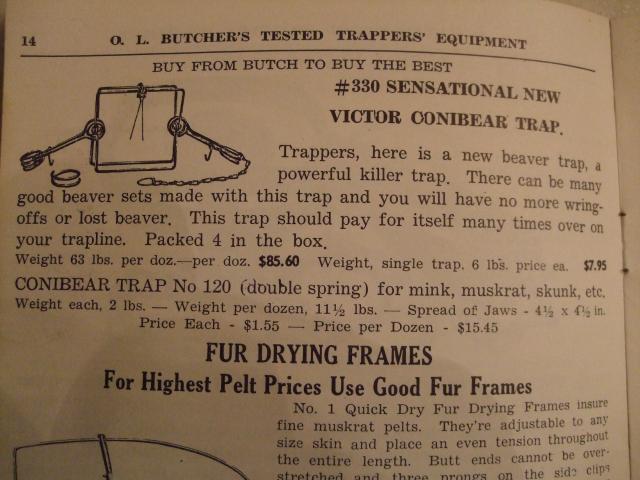 14 O. L. BUTCHER'S TESTED TRAPPERS' EQUIPMENT
BUY FROM BUTCH TO BUY THE BEST
#330 SENSATIONAL NEW
VICTOR CONIBEAR TRAP.
Trappers, here is a new beaver trap, a
powerful killer trap. There can be many
good beaver sets made with this trap and you will have no more wring-
offs or lost beaver. This trap should pay for itself many times over on
your trapline. Packed 4 in the box.
Weight 63 lbs. per doz.—per doz. $85.60 Weight, single trap. 6 lbs. price ea. $7.95
CONIBEAR TRAP No 120 (double spring) for mink, muskrat, skunk, etc.
Weight each, 2 lbs. — Weight per dozen, 11½ lbs. — Spread of Jaws - 4½ x 4½ in.
Price Each - $1.55 — Price per Dozen - $15.45
FUR DRYING FRAMES
For Highest Pelt Prices Use Good Fur Frames
No. 1 Quick Dry Fur Drying Frames insure
fine muskrat pelts. They're adjustable to any
size skin and place an even tension throughout
the entire length. Butt ends cannot be over-
stretched and three prongs on the side clips